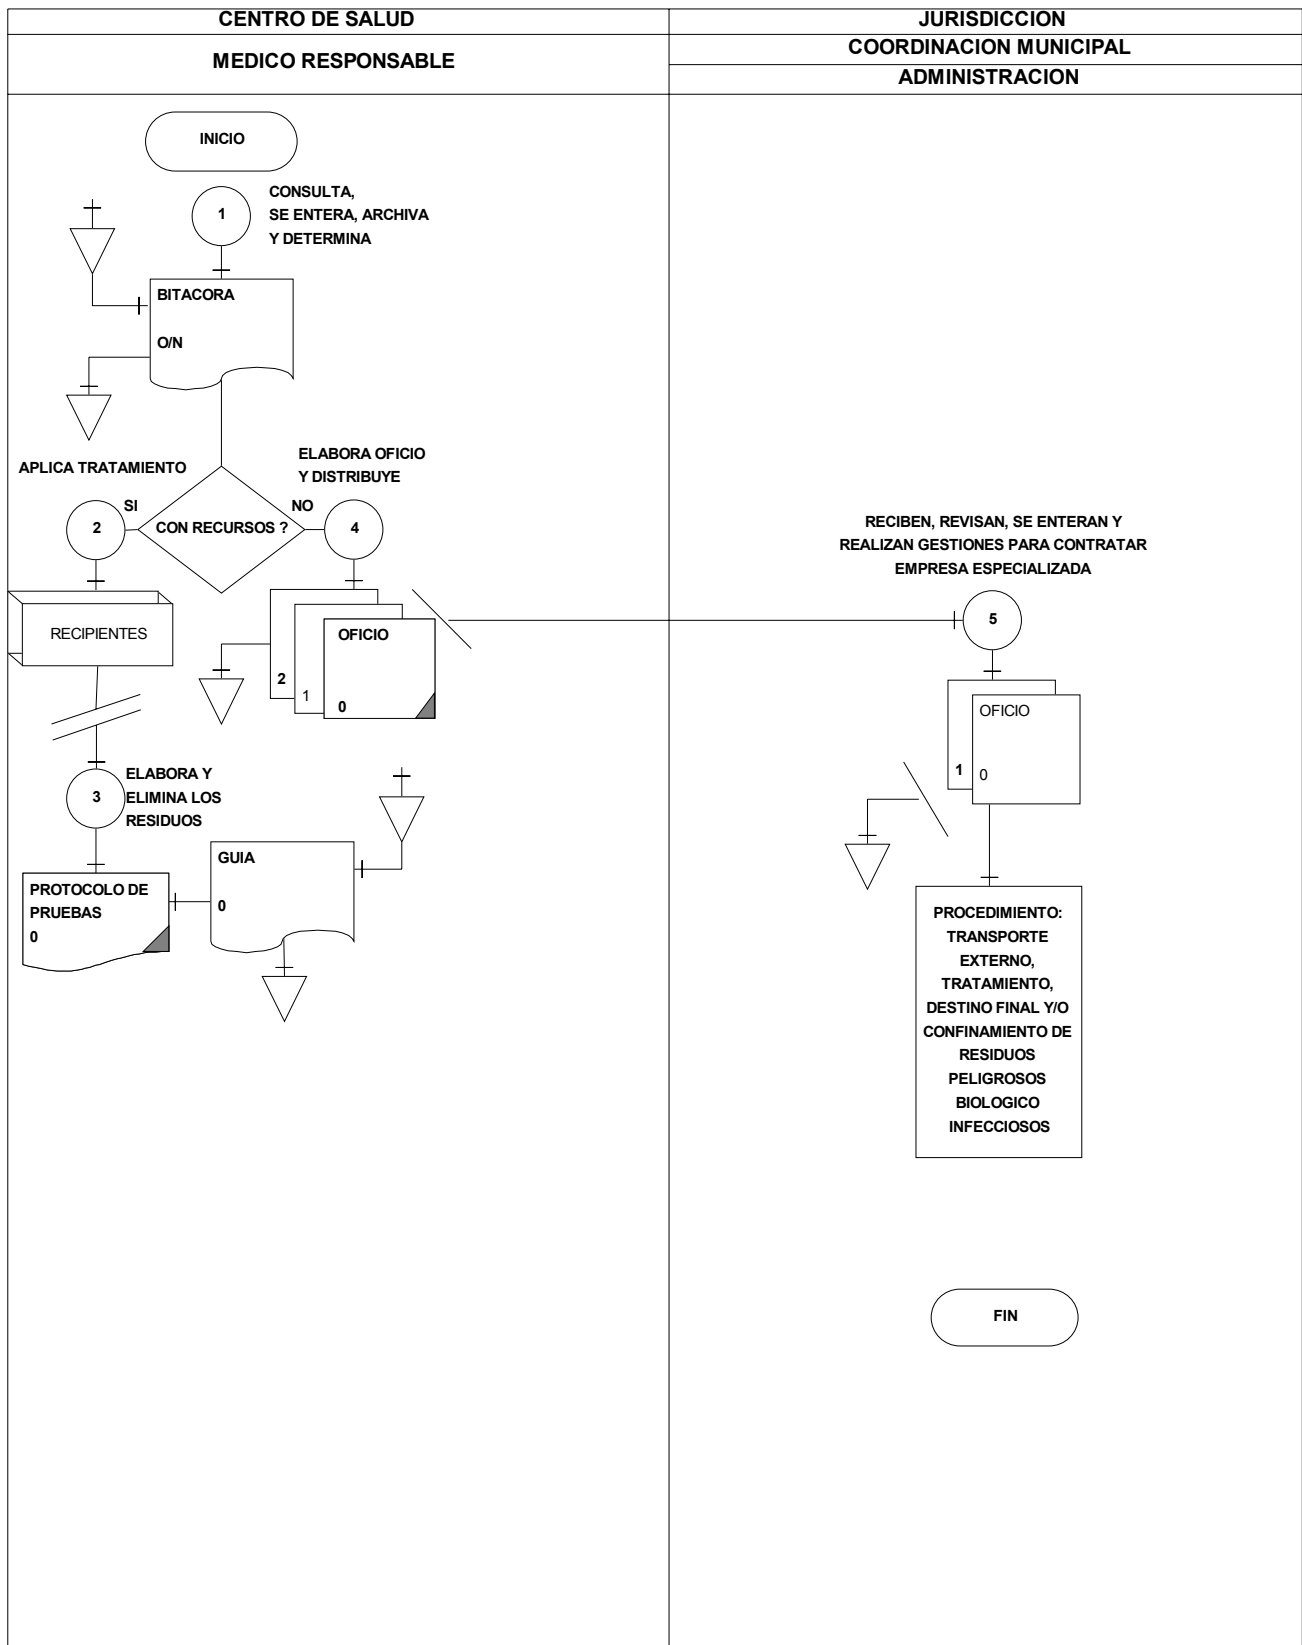 CENTRO DE SALUD
JURISDICCION
MEDICO RESPONSABLE
COORDINACION MUNICIPAL
ADMINISTRACION
INICIO
1
CONSULTA,
SE ENTERA, ARCHIVA
Y DETERMINA
BITACORA
O/N
APLICA TRATAMIENTO
ELABORA OFICIO
Y DISTRIBUYE
2
SI
CON RECURSOS ?
NO
4
RECIPIENTES
OFICIO
0
1
2
3
ELABORA Y
ELIMINA LOS
RESIDUOS
PROTOCOLO DE
PRUEBAS
0
GUIA
0
RECIBEN, REVISAN, SE ENTERAN Y
REALIZAN GESTIONES PARA CONTRATAR
EMPRESA ESPECIALIZADA
5
OFICIO
0
1
PROCEDIMIENTO:
TRANSPORTE
EXTERNO,
TRATAMIENTO,
DESTINO FINAL Y/O
CONFINAMIENTO DE
RESIDUOS
PELIGROSOS
BIOLOGICO
INFECCIOSOS
FIN